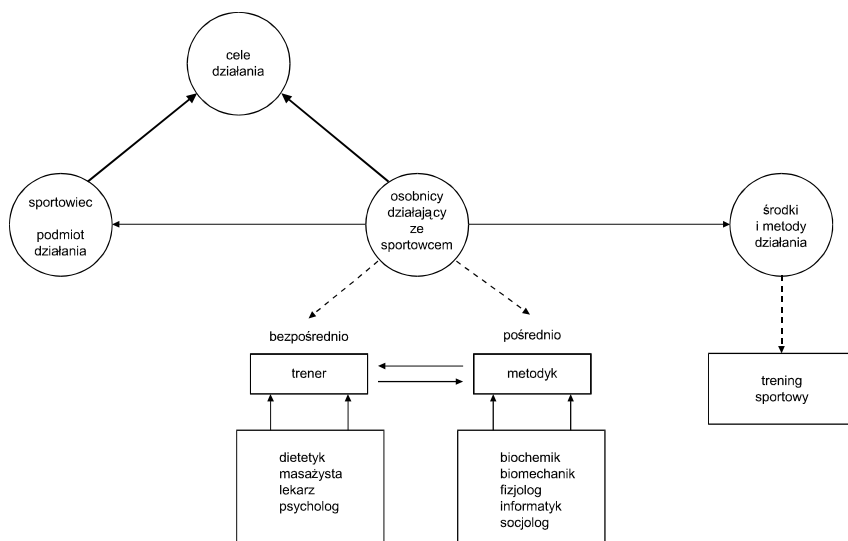 cele
działania
sportowiec
podmiot
działania
osobnicy
działający
ze
sportowcem
środki
i metody
działania
bezpośrednio
pośrednio
trener
metodyk
trening
sportowy
dietetyk
masażysta
lekarz
psycholog
biochemik
biomechanik
fizjolog
informatyk
socjolog